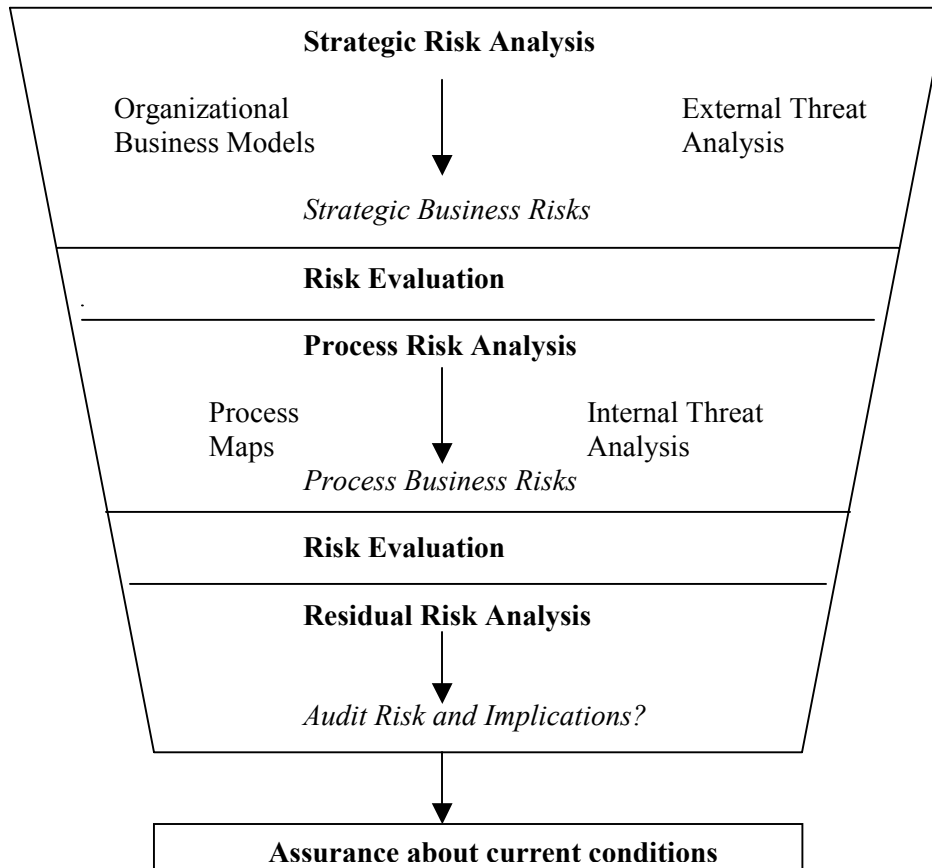 Strategic Risk Analysis
Organizational
Business Models
External Threat
Analysis
Strategic Business Risks
Risk Evaluation
Process Risk Analysis
Process
Maps
Internal Threat
Analysis
Process Business Risks
Risk Evaluation
Residual Risk Analysis
Audit Risk and Implications?
Assurance about current conditions